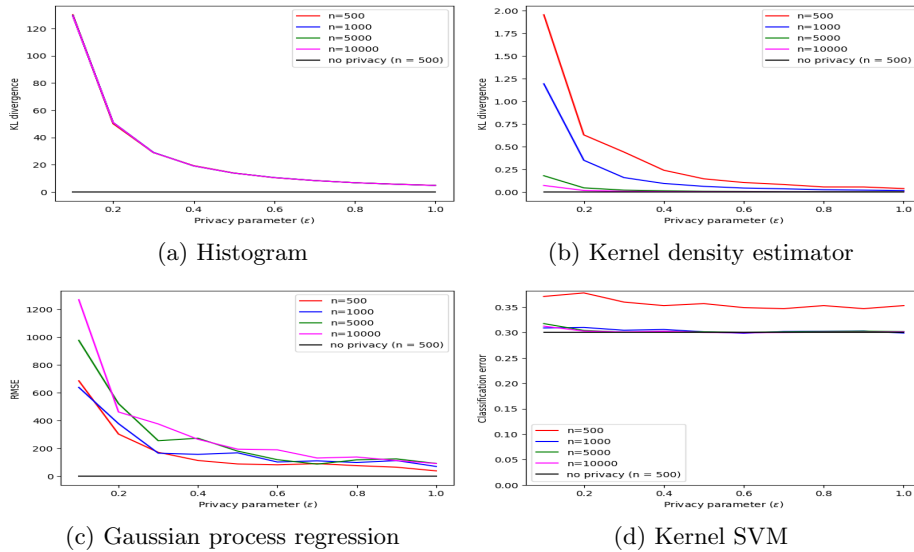 n=500
n=1000
n=5000
n=10000
no privacy (n = 500)
KL divergence
120
100
80
60
40
20
0
0.2
0.4
0.6
0.8
1.0
Privacy parameter (ε)
(a) Histogram
n=500
n=1000
n=5000
n=10000
no privacy (n = 500)
KL divergence
2.00
1.75
1.50
1.25
1.00
0.75
0.50
0.25
0.00
0.2
0.4
0.6
0.8
1.0
Privacy parameter (ε)
(b) Kernel density estimator
n=500
n=1000
n=5000
n=10000
no privacy (n = 500)
RMSE
1200
1000
800
600
400
200
0
0.2
0.4
0.6
0.8
1.0
Privacy parameter (ε)
(c) Gaussian process regression
Classification error
0.35
0.30
0.25
0.20
0.15
0.10
0.05
0.00
n=500
n=1000
n=5000
n=10000
no privacy (n = 500)
0.2
0.4
0.6
0.8
1.0
Privacy parameter (ε)
(d) Kernel SVM